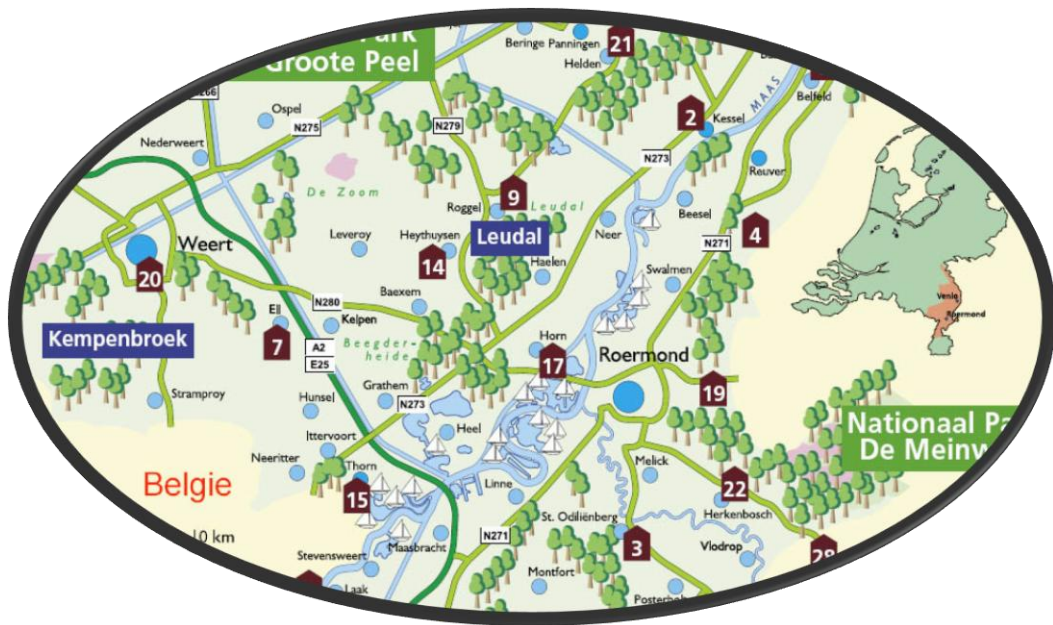 Park
Groote Peel
Beringe
Panningen
21
Helden
MAAS
Belfeld
Ospel
N275
N279
2
Kessel
Nederweert
N273
Reuver
De Zoom
9
Roggel
Leudal
Beesel
Neer
4
Leudal
N271
Weert
Leveroy
Heythuysen
14
Haelen
Swalmen
20
Venlo
Roermond
Baexem
N280
Ell
Kelpen
7
Kempenbroek
A2
E25
Beegder-
heide
Horn
17
Roermond
19
Stramproy
Grathem
N273
Hunsel
Heel
Nationaal Pa
De Meinw
Ittervoort
Neeritter
Thorn
15
Belgie
Linne
Melick
22
Herkenbosch
St. Odiliënberg
N271
3
Vlodrop
28
10 km
Maasbracht
Stevensweert
Laak
Montfort